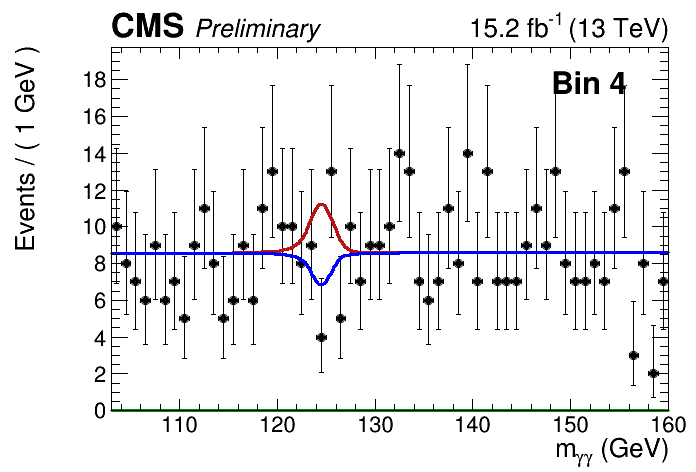 CMS Preliminary 15.2 fb⁻¹ (13 TeV)
Bin 4
Events / ( 1 GeV )
18
16
14
12
10
8
6
4
2
0
110 120 130 140 150 160
mγγ (GeV)